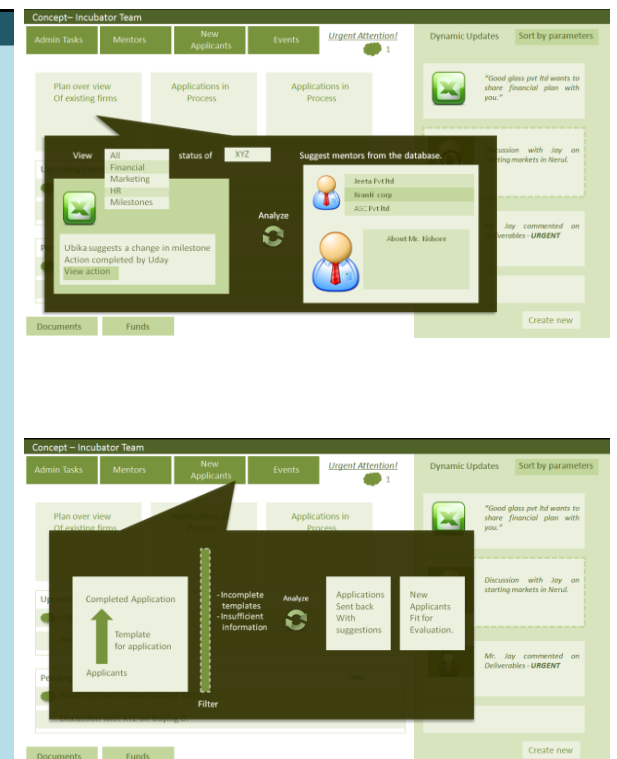 Concept– Incubator Team
Admin Tasks
Mentors
New
Applicants
Events
Urgent Attention!
1
Dynamic Updates
Sort by parameters
Plan over view
Of existing firms
Applications in
Process
Applications in
Process
"Good glass pvt ltd wants to
share financial plan with
you."
View
All
Financial
Marketing
HR
Milestones
status of
XYZ
Suggest mentors from the database.
Ubika suggests a change in milestone
Action completed by Uday
View action
Analyze
Jeeta Pvt ltd
Kranti corp
ASC Pvt ltd
About Mr. Kishore
with Jay on
markets in Nerul.
Jay commented on
- URGENT
Documents
Funds
Create new
Concept – Incubator Team
Admin Tasks
Mentors
New
Applicants
Events
Urgent Attention!
1
Dynamic Updates
Sort by parameters
Plan over view
Of existing firms
Applications in
Process
"Good glass pvt ltd wants to
share financial plan with
you."
Completed Application
Template
for application
Applicants
Filter
-Incomplete
templates
-Insufficient
information
Analyze
Applications
Sent back
With
suggestions
New
Applicants
Fit for
Evaluation.
Discussion with Jay on
starting markets in Nerul.
Mr. Jay commented on
Deliverables - URGENT
Documents
Funds
Create new